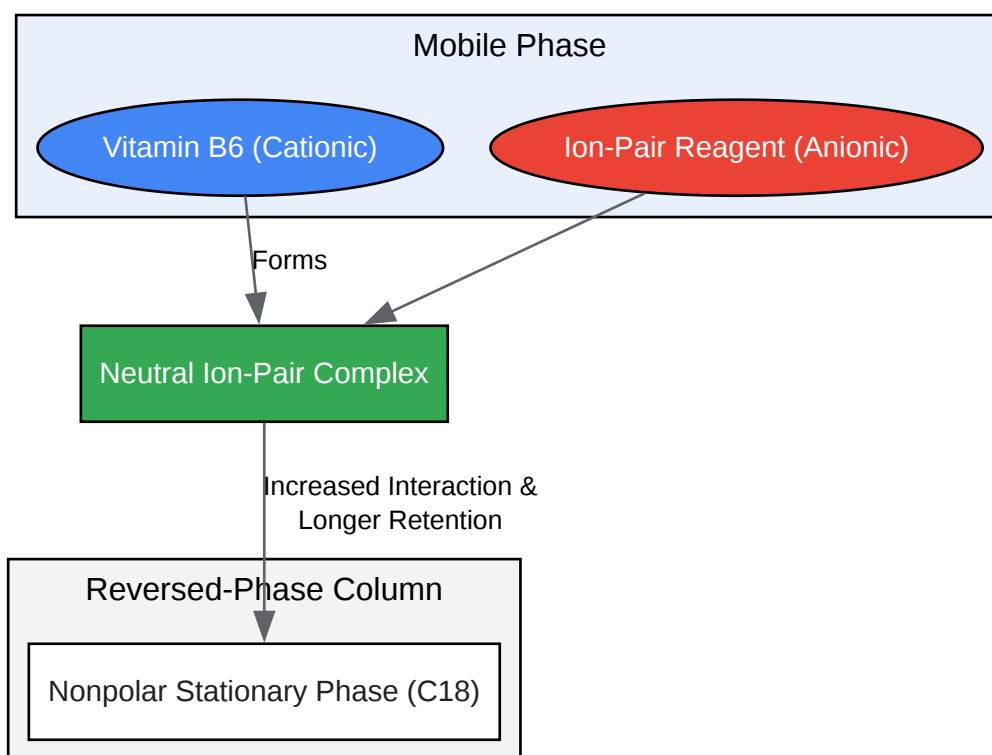 Mobile Phase
Vitamin B6 (Cationic)
Ion-Pair Reagent (Anionic)
Forms
Neutral Ion-Pair Complex
Increased Interaction &
Longer Retention
Reversed-Phase Column
Nonpolar Stationary Phase (C18)